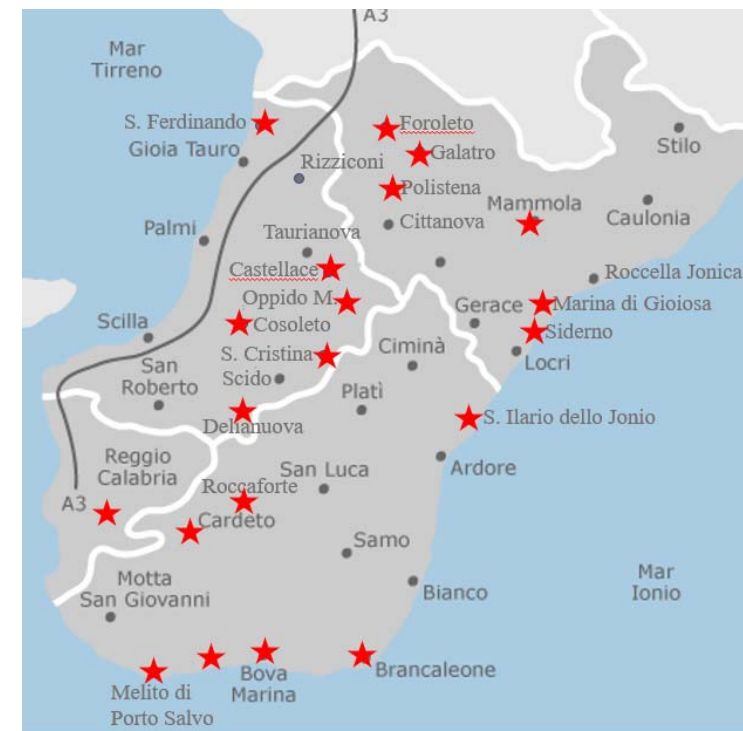 A3
Mar
Tirreno
S. Ferdinando
Foroleto
Stilo
Gioia Tauro
Galatro
Rizziconi
Polistena
Mammola
Caulonia
Palmi
Cittanova
Taurianova
Castellace
Roccella Jonica
Oppido M.
Gerace
Marina di Gioiosa
Scilla
Cosoleto
Siderno
S. Cristina
Ciminà
Locri
San
Roberto
Scido
Platì
Delianuova
S. Ilario dello Jonio
Reggio
Calabria
San Luca
Ardore
A3
Roccaforte
Cardeto
Samo
Motta
San Giovanni
Bianco
Mar
Ionio
Bova
Marina
Brancaleone
Melito di
Porto Salvo